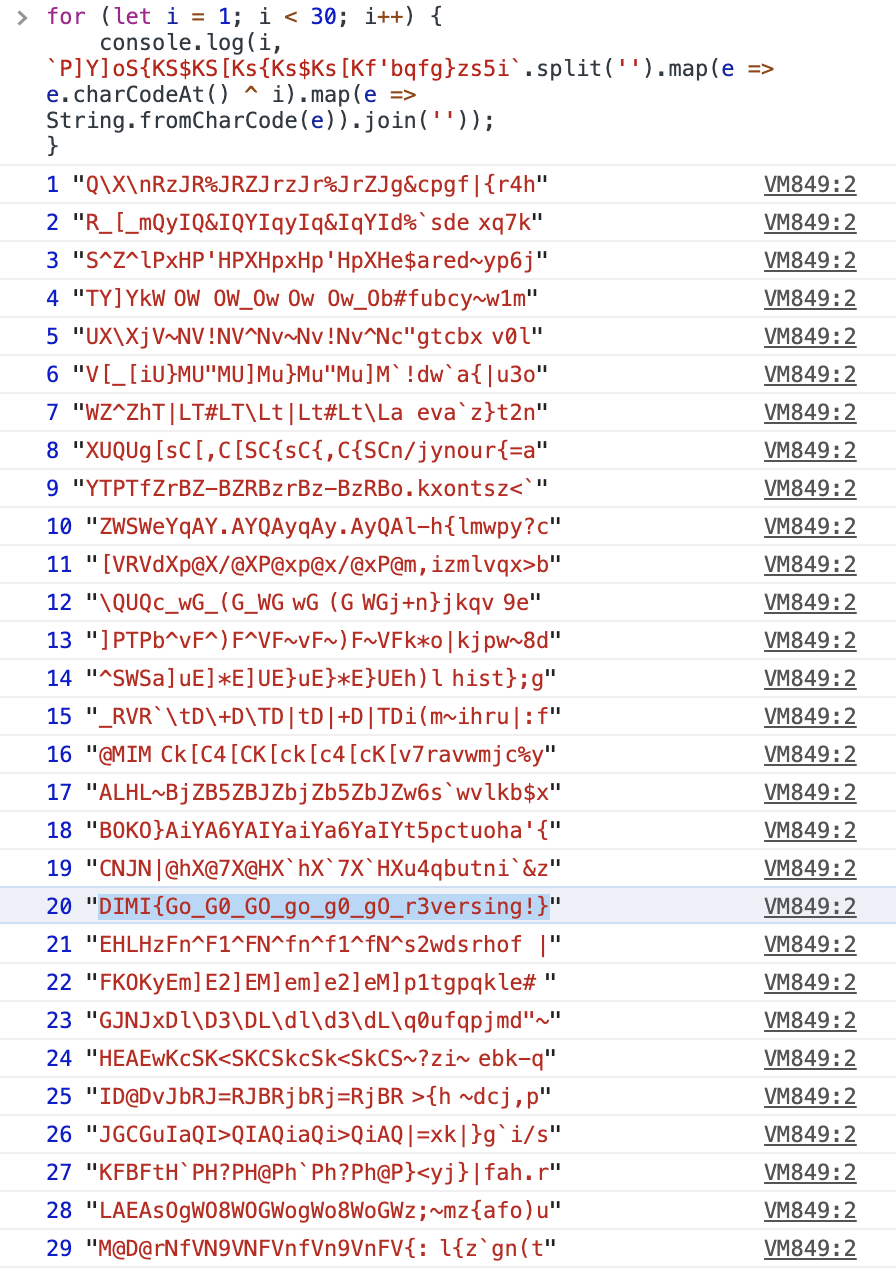 > for (let i = 1; i < 30; i++) {
console.log(i,
`P]Y]oS{KS$KS[Ks{Ks$Ks[Kf'bqfg}zs5i`.split('').map(e =>
e.charCodeAt() ^ i).map(e =>
String.fromCharCode(e)).join(''));
}
1 "Q\X\nRzJR%JRZJrzJr%JrZJg&cpgf|{r4h" VM849:2
2 "R_[_mQyIQ&IQYIqyIq&IqYId%`sde xq7k" VM849:2
3 "S^Z^lPxHP'HPXHpxHp'HpXHe$ared~yp6j" VM849:2
4 "TY]YkW OW OW_Ow Ow Ow_Ob#fubcy~w1m" VM849:2
5 "UX\XjV~NV!NV^Nv~Nv!Nv^Nc"gtcbx v0l" VM849:2
6 "V[_[iU}MU"MU]Mu}Mu"Mu]M`!dw`a{|u3o" VM849:2
7 "WZ^ZhT|LT#LT\Lt|Lt#Lt\La eva`z}t2n" VM849:2
8 "XUQUg[sC[,C[SC{sC{,C{SCn/jynour{=a" VM849:2
9 "YTPTfZrBZ-BZRBzrBz-BzRBo.kxontsz<`" VM849:2
10 "ZWSWeYqAY.AYQAyqAy.AyQAl-h{lmwpy?c" VM849:2
11 "[VRVdXp@X/@XP@xp@x/@xP@m,izmlvqx>b" VM849:2
12 "\QUQc_wG_(G_WG wG (G WGj+n}jkqv 9e" VM849:2
13 "]PTPb^vF^)F^VF~vF~)F~VFk*o|kjpw~8d" VM849:2
14 "^SWSa]uE]*E]UE}uE}*E}UEh)l hist};g" VM849:2
15 "_RVR`\tD\+D\TD|tD|+D|TDi(m~ihru|:f" VM849:2
16 "@MIM Ck[C4[CK[ck[c4[cK[v7ravwmjc%y" VM849:2
17 "ALHL~BjZB5ZBJZbjZb5ZbJZw6s`wvlkb$x" VM849:2
18 "BOKO}AiYA6YAIYaiYa6YaIYt5pctuoha'{" VM849:2
19 "CNJN|@hX@7X@HX`hX`7X`HXu4qbutni`&z" VM849:2
20 "DIMI{Go_G0_GO_go_g0_gO_r3versing!}" VM849:2
21 "EHLHzFn^F1^FN^fn^f1^fN^s2wdsrhof |" VM849:2
22 "FKOKyEm]E2]EM]em]e2]eM]p1tgpqkle# " VM849:2
23 "GJNJxDl\D3\DL\dl\d3\dL\q0ufqpjmd"~" VM849:2
24 "HEAEwKcSK<SKCSkcSk<SkCS~?zi~ ebk-q" VM849:2
25 "ID@DvJbRJ=RJBRjbRj=RjBR >{h ~dcj,p" VM849:2
26 "JGCGuIaQI>QIAQiaQi>QiAQ|=xk|}g`i/s" VM849:2
27 "KFBFtH`PH?PH@Ph`Ph?Ph@P}<yj}|fah.r" VM849:2
28 "LAEAsOgWO8WOGWogWo8WoGWz;~mz{afo)u" VM849:2
29 "M@D@rNfVN9VNFVnfVn9VnFV{: l{z`gn(t" VM849:2